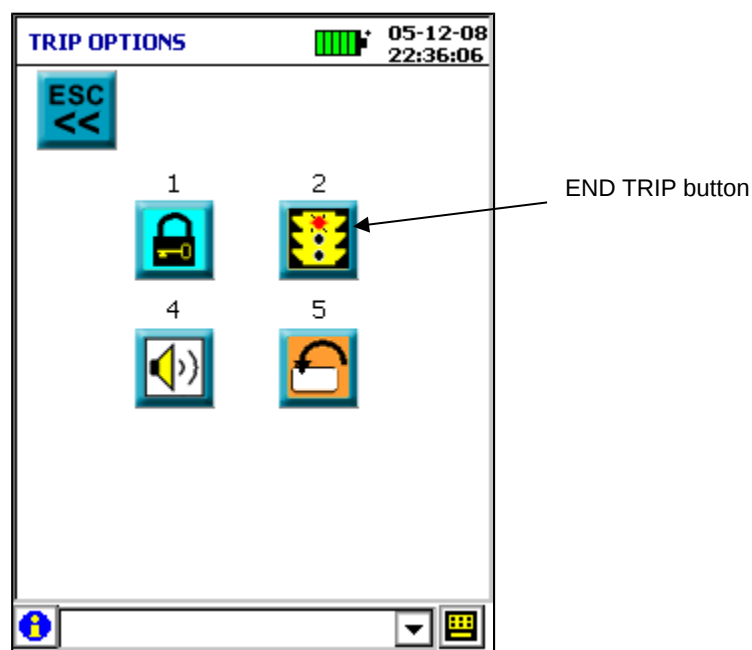 TRIP OPTIONS
05-12-08
22:36:06
ESC
<<
1
2
END TRIP button
4
5